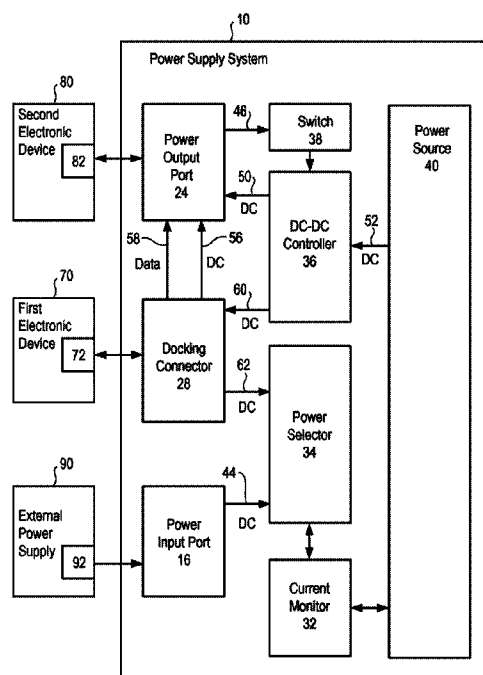 10
Power Supply System
80
Second
Electronic
Device
82
Power
Output
Port
24
46
Switch
38
Power
Source
40
50
DC
DC-DC
Controller
36
52
DC
58
56
Data
DC
70
First
Electronic
Device
72
60
DC
Docking
Connector
28
62
DC
Power
Selector
34
90
External
Power
Supply
92
44
DC
Power
Input Port
16
Current
Monitor
32